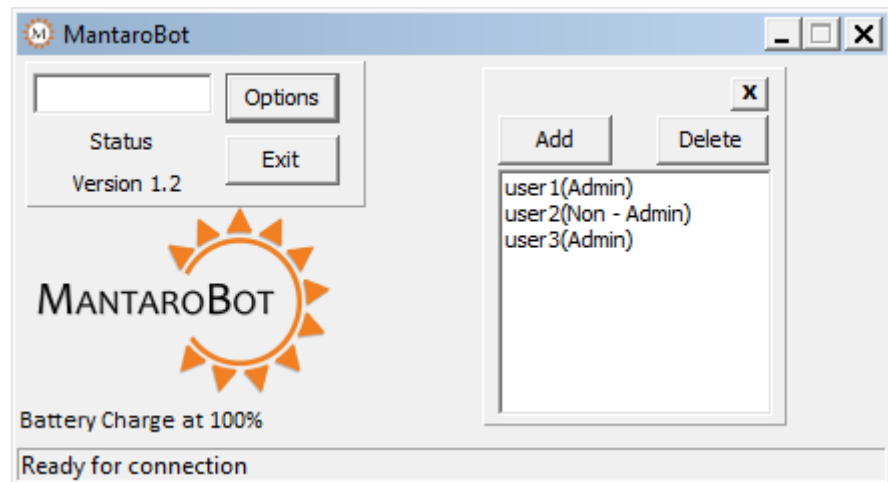 MantaroBot
Options
Status
Exit
Version 1.2
MANTAROBOT
Battery Charge at 100%
X
Add
Delete
user1(Admin)
user2(Non - Admin)
user3(Admin)
Ready for connection